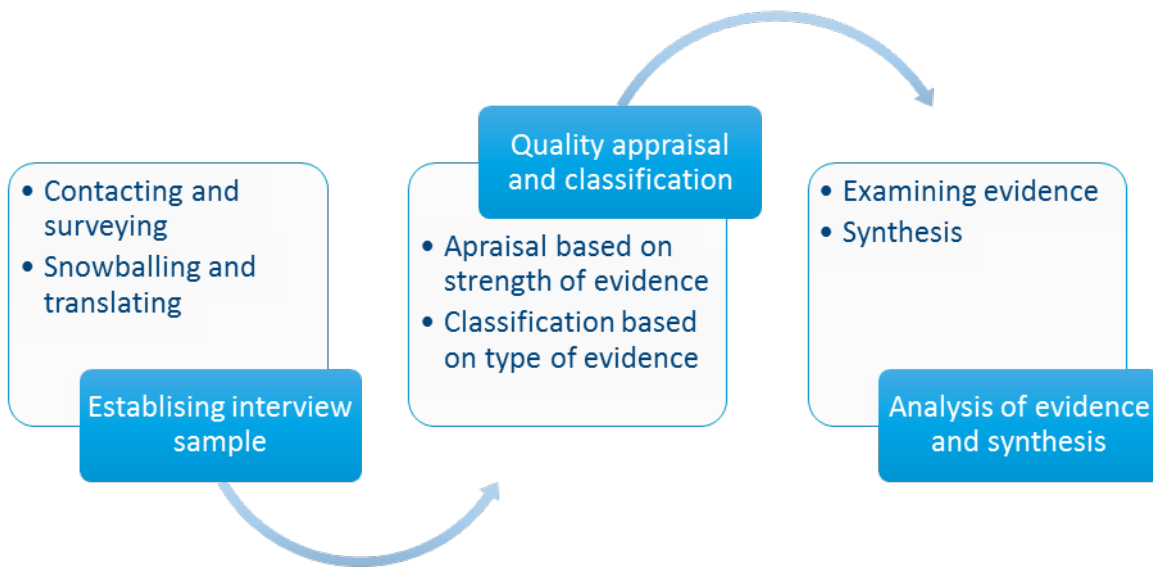 • Contacting and
surveying
• Snowballing and
translating
Establising interview
sample
Quality appraisal
and classification
• Apraisal based on
strength of evidence
• Classification based
on type of evidence
• Examining evidence
• Synthesis
Analysis of evidence
and synthesis